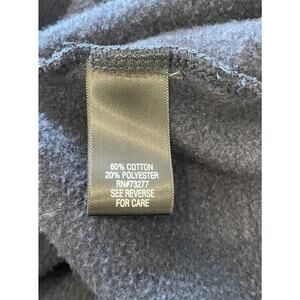 80% COTTON
20% POLYESTER
RN#73277
SEE REVERSE
FOR CARE